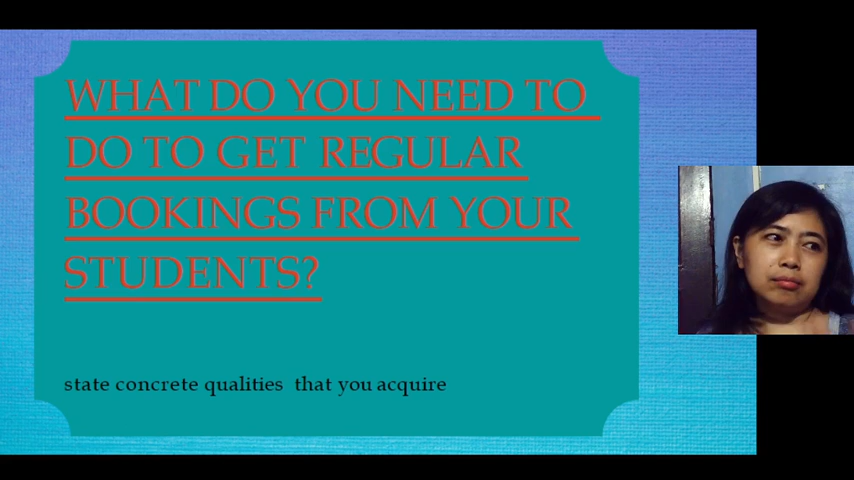 WHAT DO YOU NEED TO
DO TO GET REGULAR
BOOKINGS FROM YOUR
STUDENTS?
state concrete qualities that you acquire